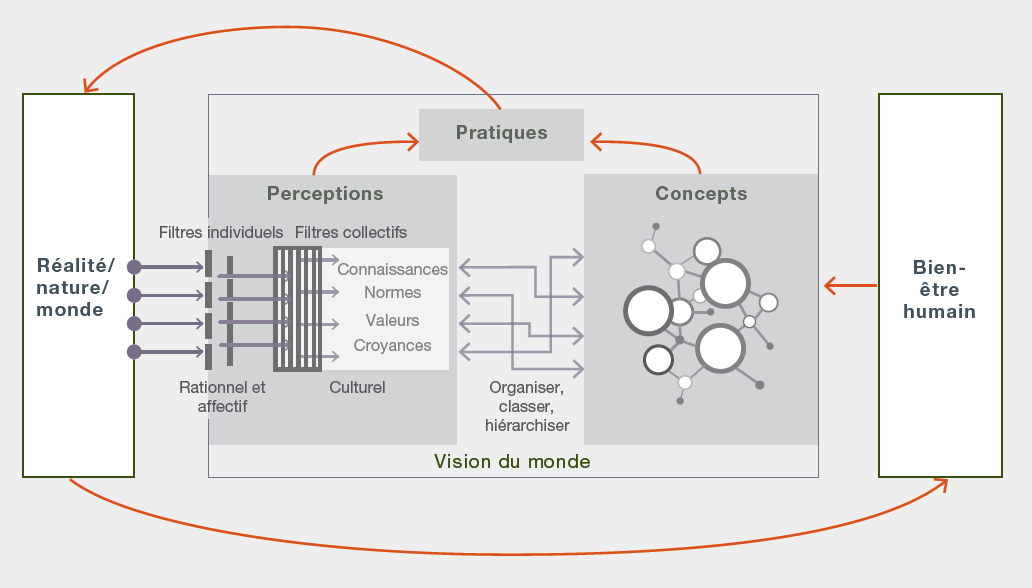 Pratiques
Perceptions
Concepts
Filtres individuels
Filtres collectifs
Réalité/
nature/
monde
Connaissances
Normes
Valeurs
Croyances
Rationnel et
affectif
Culturel
Organiser,
classer,
hiérarchiser
Bien-
être
humain
Vision du monde